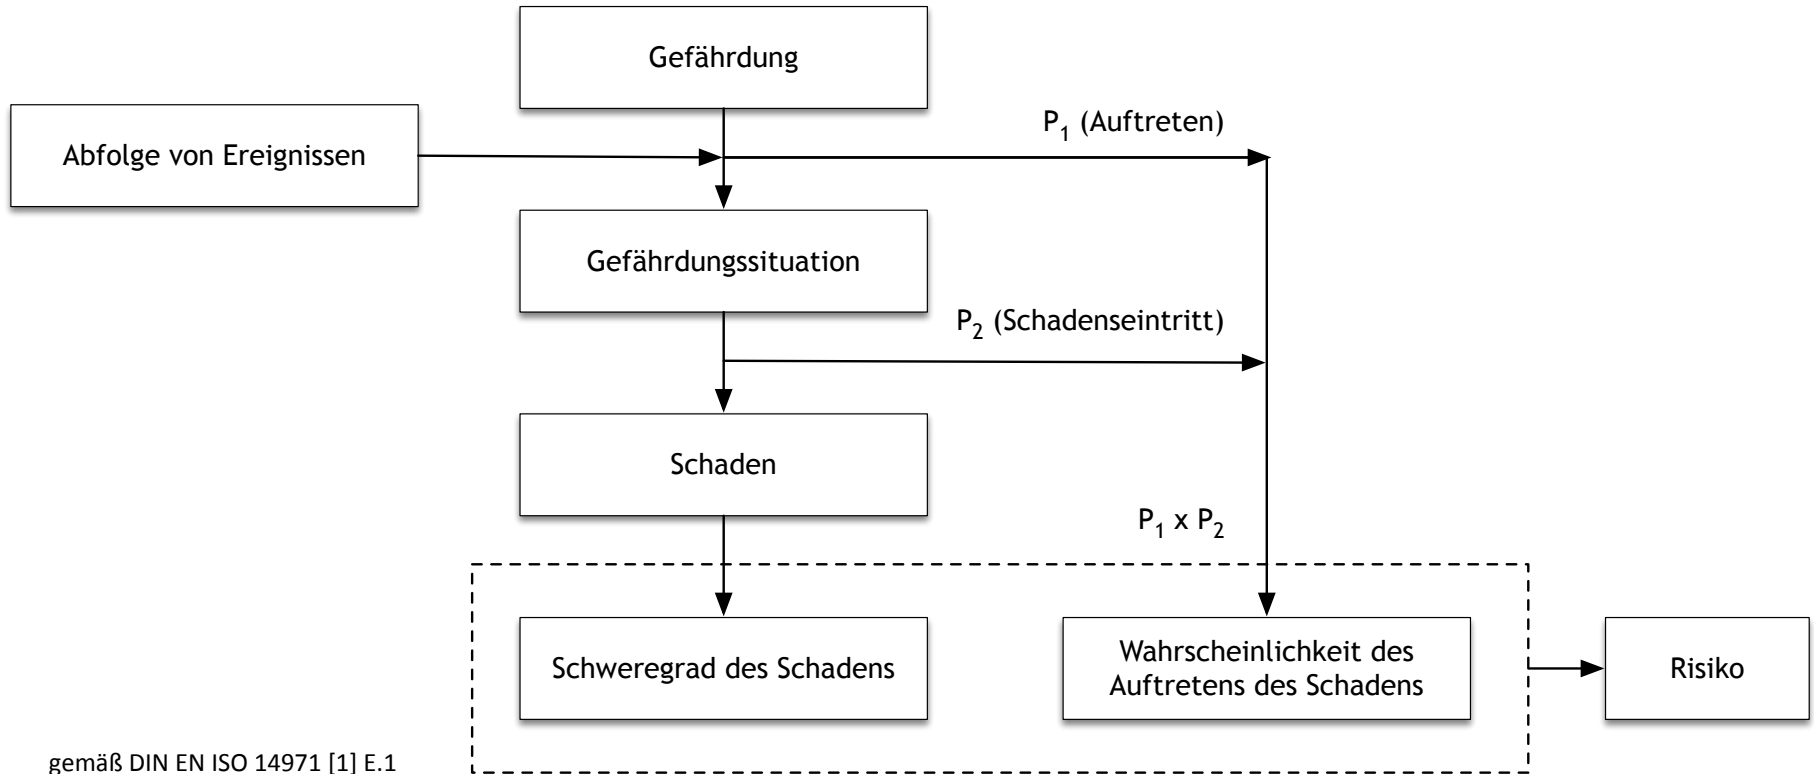 Gefährdung
P1 (Auftreten)
Abfolge von Ereignissen
Gefährdungssituation
P2 (Schadenseintritt)
Schaden
P1 x P2
Schweregrad des Schadens
Wahrscheinlichkeit des
Auftretens des Schadens
Risiko
gemäß DIN EN ISO 14971 [1] E.1